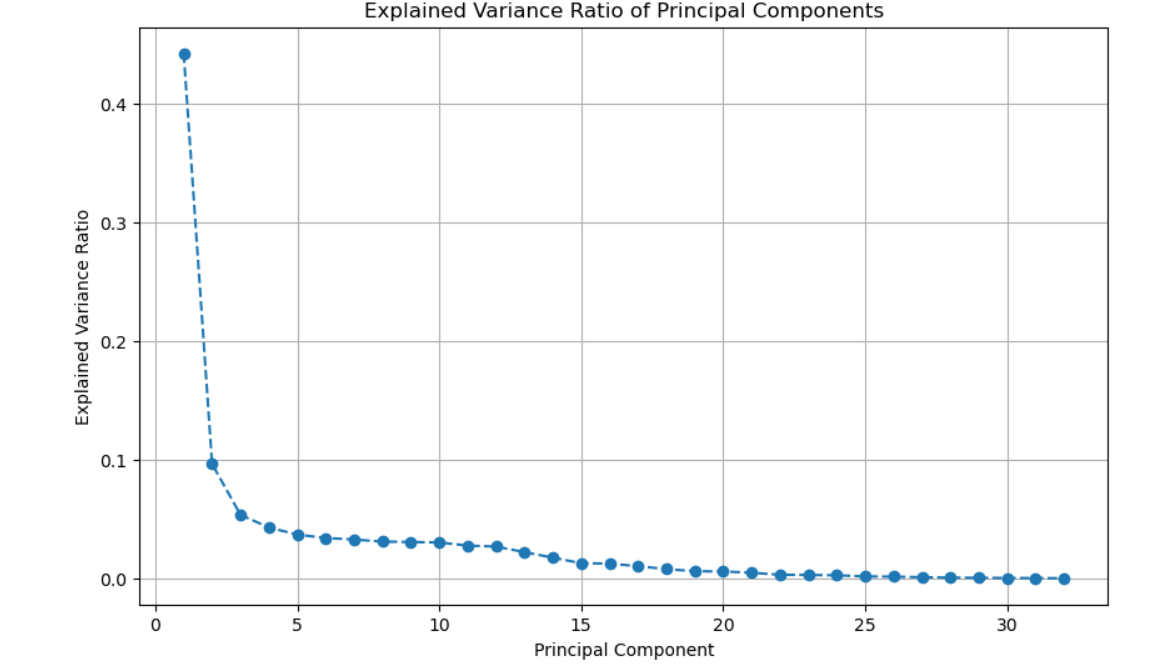 Explained Variance Ratio of Principal Components
Explained Variance Ratio
0.4
0.3
0.2
0.1
0.0
0 5 10 15 20 25 30
Principal Component